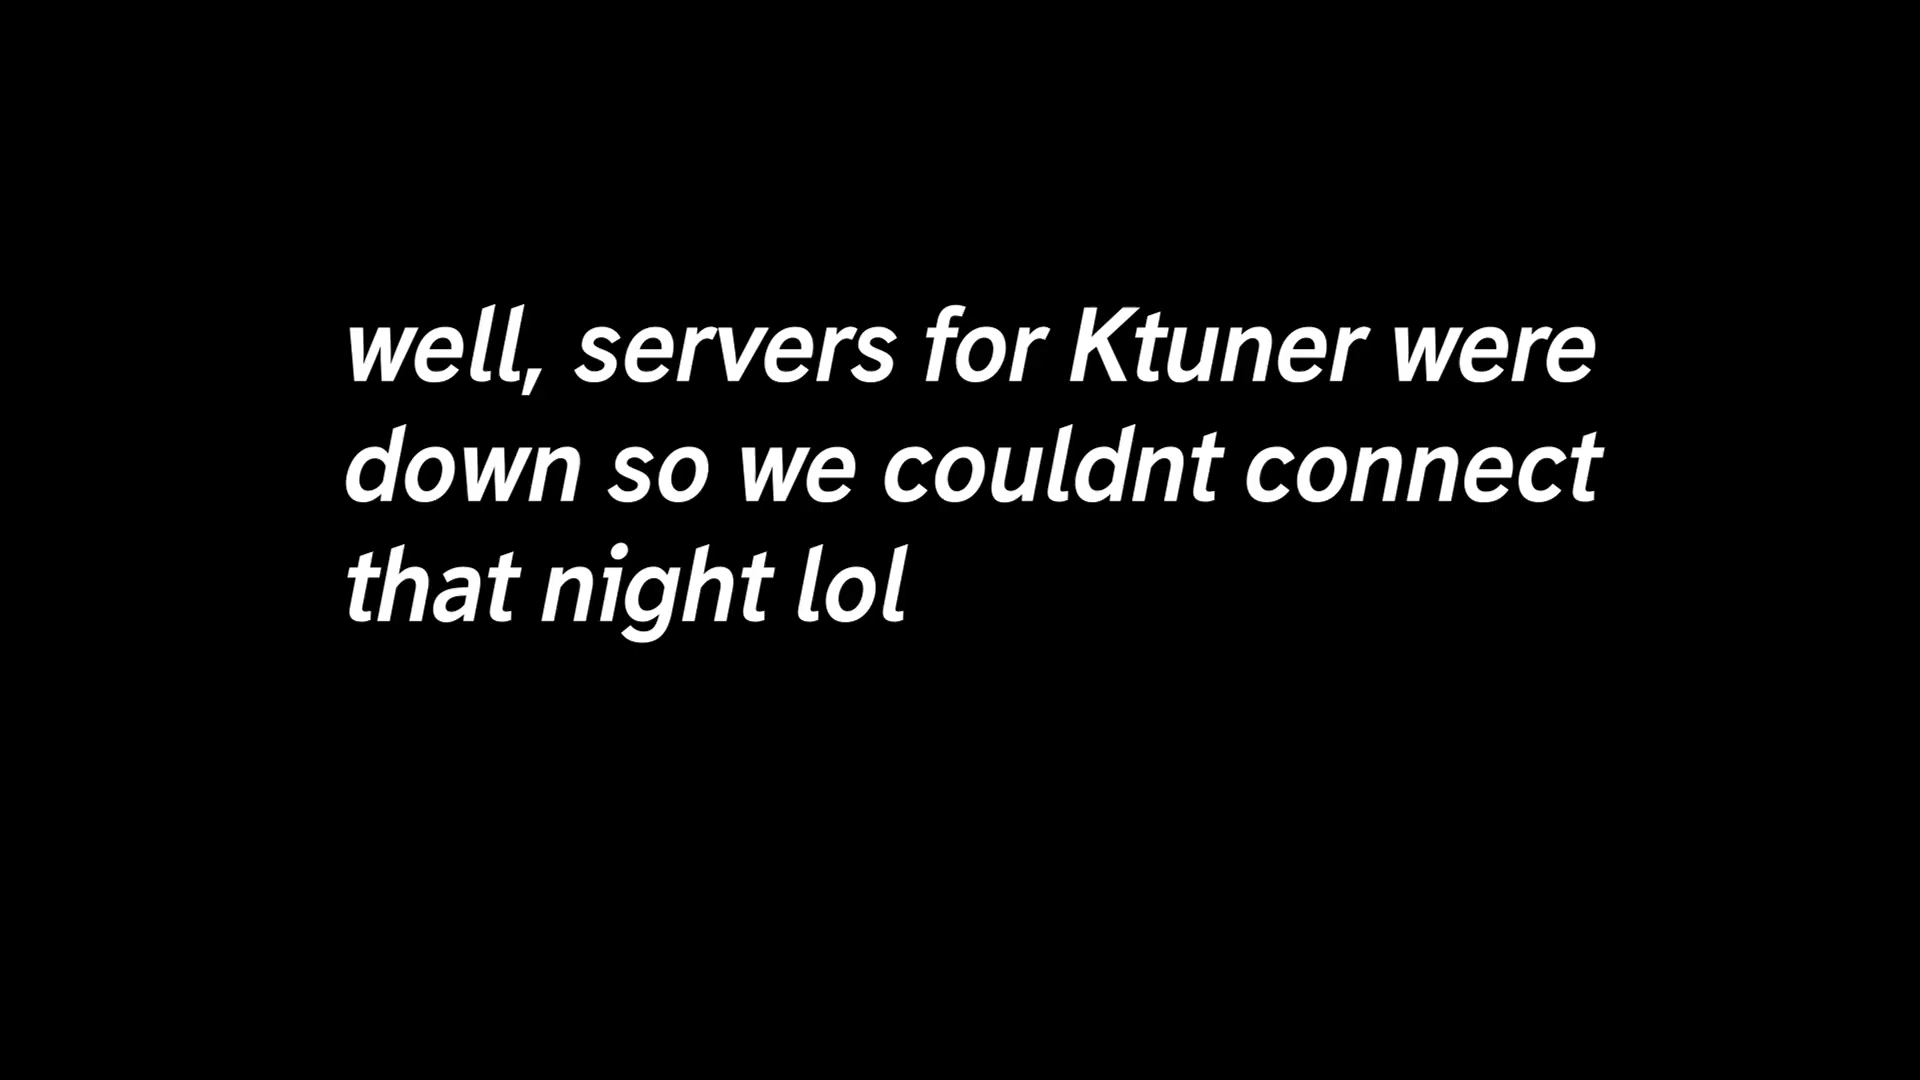 well, servers for Ktuner were
down so we couldnt connect
that night lol